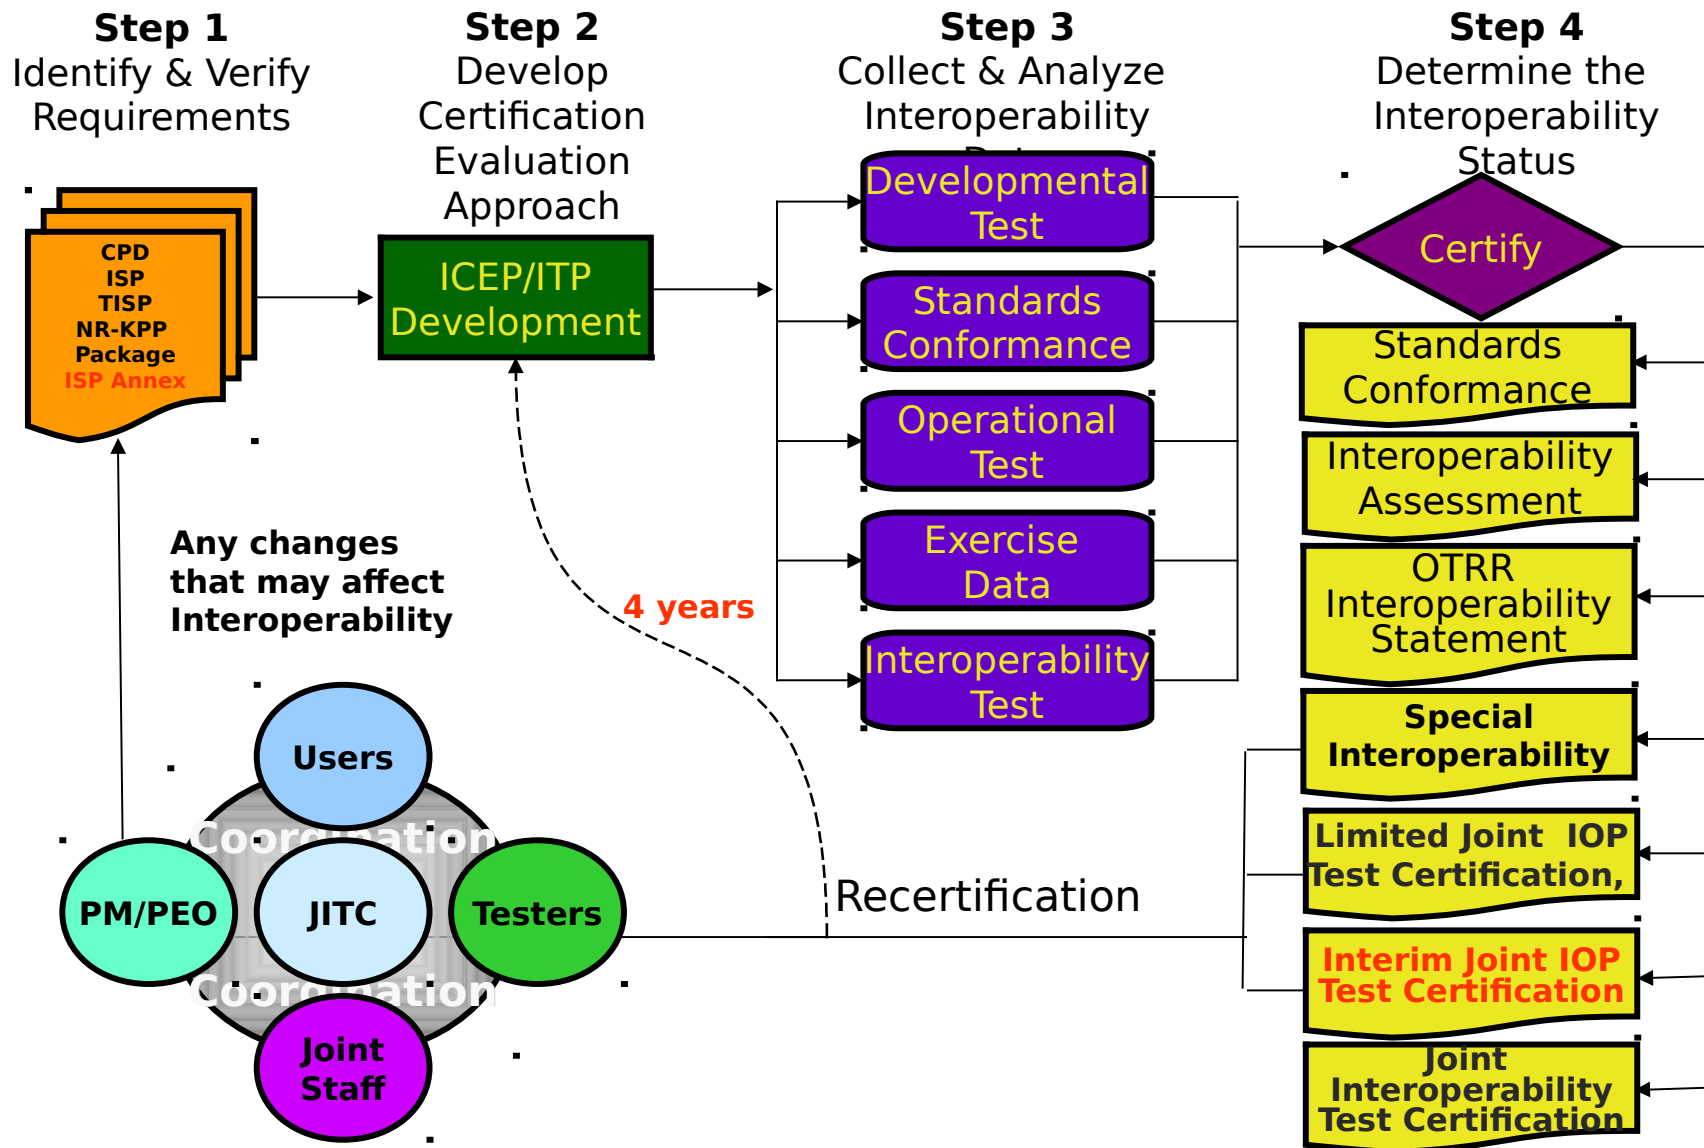 Step 1
Identify & Verify
Requirements
Step 2
Develop
Certification
Evaluation
Approach
Step 3
Collect & Analyze
Interoperability
Step 4
Determine the
Interoperability
Status
CPD
ISP
TISP
NR-KPP
Package
ISP Annex
ICEP/ITP
Development
Developmental
Test
Standards
Conformance
Operational
Test
Exercise
Data
Interoperability
Test
Certify
Standards
Conformance
Interoperability
Assessment
OTRR
Interoperability
Statement
Special
Interoperability
Limited Joint IOP
Test Certification,
Interim Joint IOP
Test Certification
Joint
Interoperability
Test Certification
Any changes
that may affect
Interoperability
4 years
Recertification
Users
Coordination
PM/PEO
JITC
Testers
Coordination
Joint
Staff